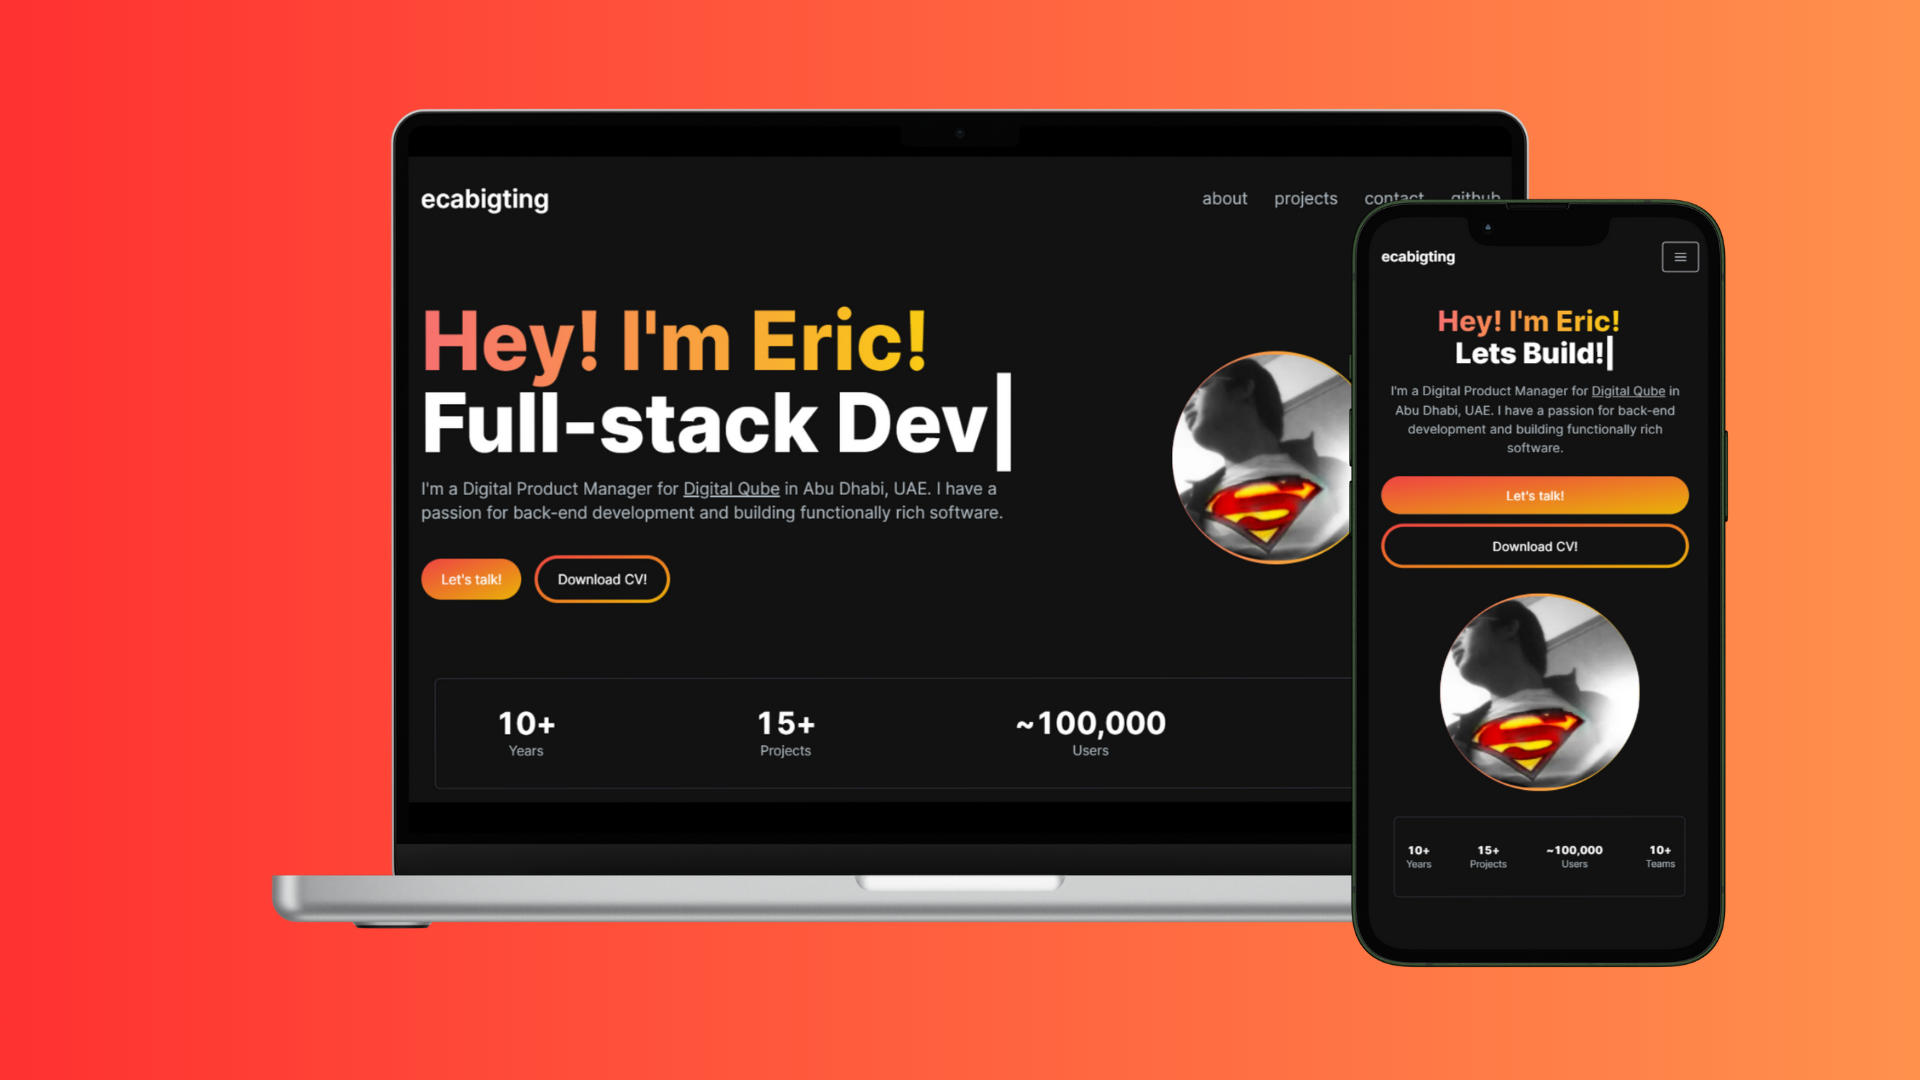 ecabigting
about projects contact github
Hey! I'm Eric!
Full-stack Dev
I'm a Digital Product Manager for Digital Qube in Abu Dhabi, UAE. I have a
passion for back-end development and building functionally rich software.
Let's talk! Download CV!
10+ 15+ ~100,000
Years Projects Users
ecabigting
Hey! I'm Eric!
Lets Build!
I'm a Digital Product Manager for Digital Qube in
Abu Dhabi, UAE. I have a passion for back-end
development and building functionally rich
software.
Let's talk!
Download CV!
10+ 15+ ~100,000 10+
Years Projects Users Teams